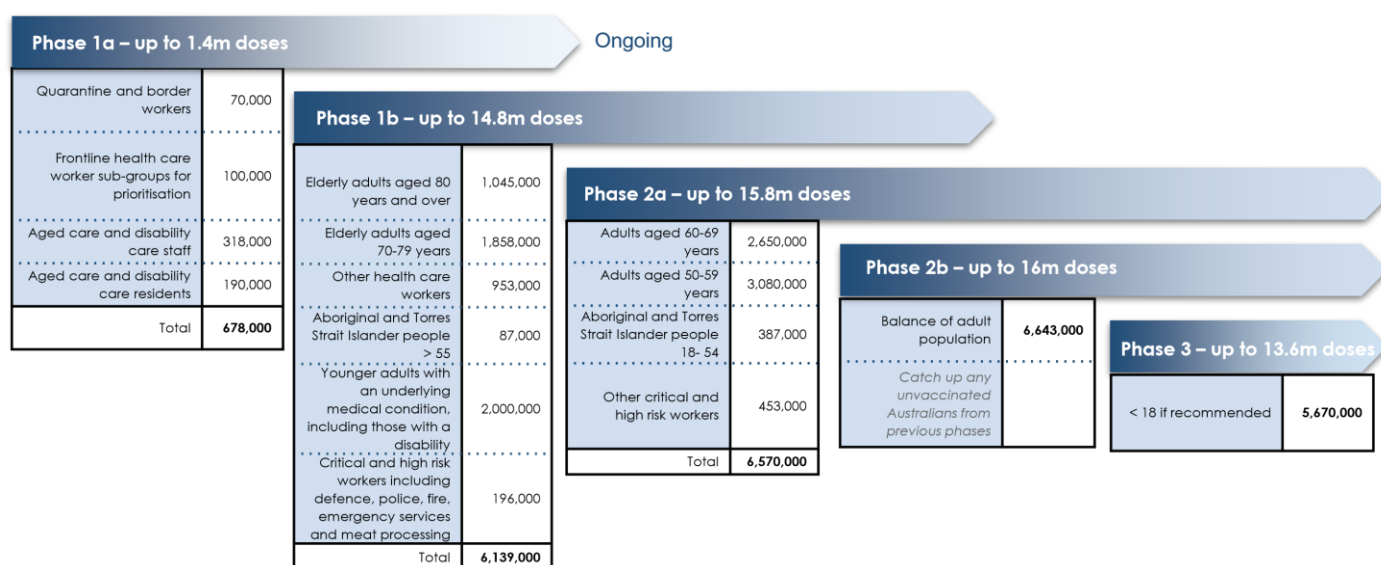 Phase 1a – up to 1.4m doses
Ongoing
Quarantine and border
workers
70,000
Frontline health care
worker sub-groups for
prioritisation
100,000
Aged care and disability
care staff
318,000
Aged care and disability
care residents
190,000
Total
678,000
Phase 1b – up to 14.8m doses
Elderly adults aged 80
years and over
1,045,000
Elderly adults aged
70-79 years
1,858,000
Other health care
workers
953,000
Aboriginal and Torres
Strait Islander people
> 55
87,000
Younger adults with
an underlying
medical condition,
including those with a
disability
2,000,000
Critical and high risk
workers including
defence, police, fire,
emergency services
and meat processing
196,000
Total
6,139,000
Phase 2a – up to 15.8m doses
Adults aged 60-69
years
2,650,000
Adults aged 50-59
years
3,080,000
Aboriginal and Torres
Strait Islander people
18- 54
387,000
Other critical and
high risk workers
453,000
Total
6,570,000
Phase 2b – up to 16m doses
Balance of adult
population
6,643,000
Catch up any
unvaccinated
Australians from
previous phases
Phase 3 – up to 13.6m doses
< 18 if recommended
5,670,000